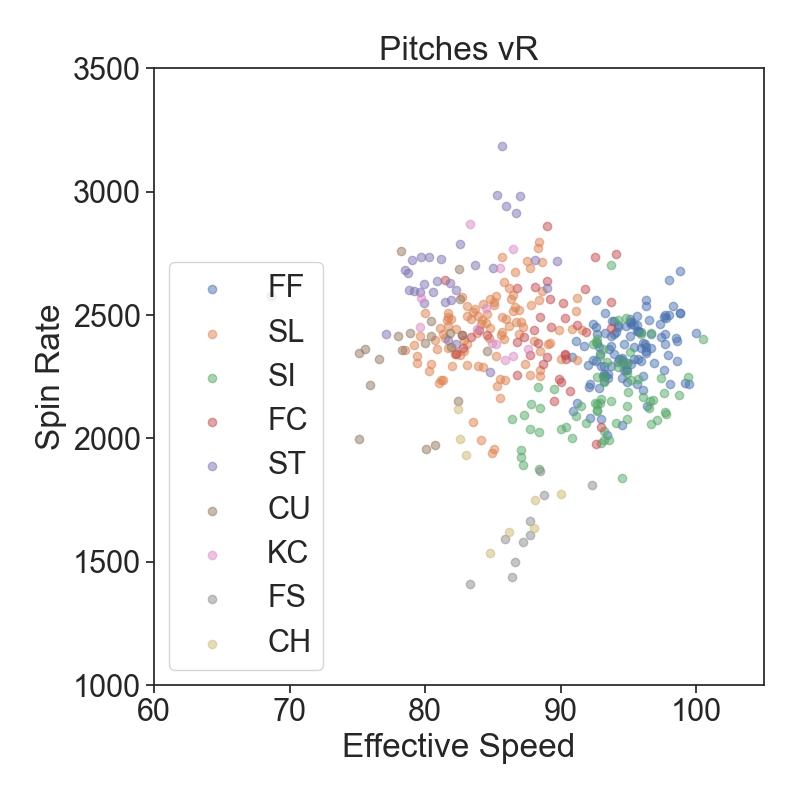 Pitches vR
3500
3000
2500
2000
1500
1000
Spin Rate
FF
SL
SI
FC
ST
CU
KC
FS
CH
60 70 80 90 100
Effective Speed